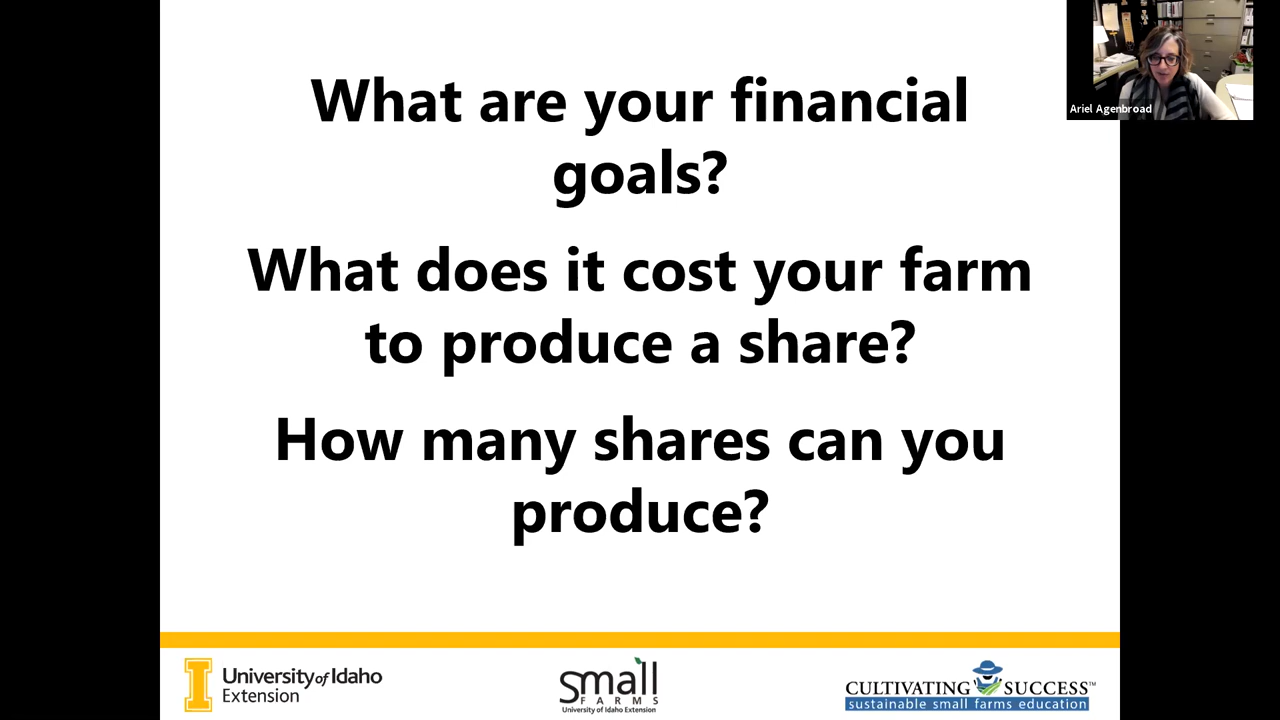 What are your financial
goals?
What does it cost your farm
to produce a share?
How many shares can you
produce?
Ariel Agenbroad
I
University of Idaho
Extension
small
FARMS
University of Idaho Extension
CULTIVATING SUCCESS™
sustainable small farms education